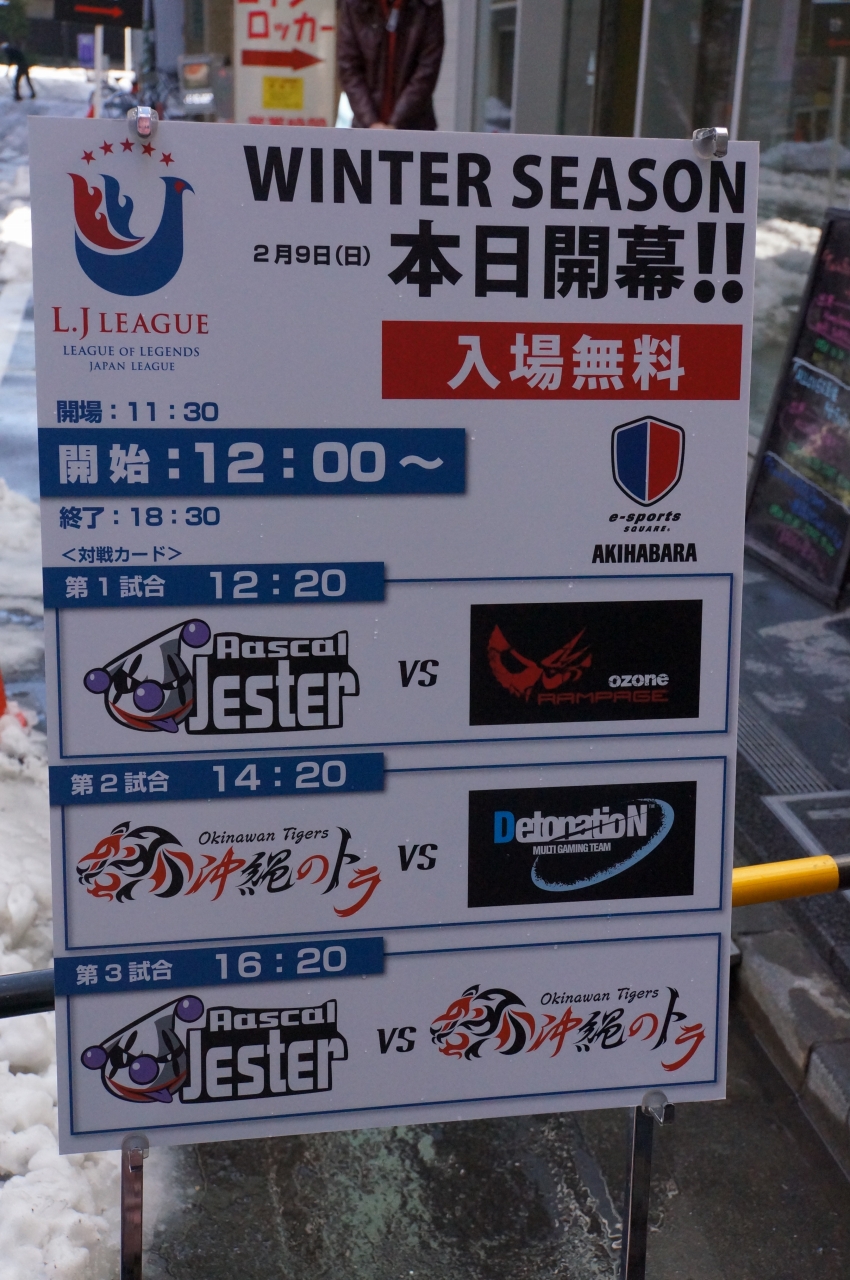 ロッカー
WINTER SEASON
2月9日(日) 本日開幕!!
L.J LEAGUE
LEAGUE OF LEGENDS
JAPAN LEAGUE
入場無料
開場:11:30
開始:12:00~
終了:18:30
e-sports
SQUARE
AKIHABARA
<対戦カード>
第1試合 12:20
Rascal
Jester
VS
ozone
RAMPAGE
第2試合 14:20
Okinawan Tigers
沖縄のトラ
VS
DetonatioN™
MULTI GAMING TEAM
第3試合 16:20
Rascal
Jester
VS
Okinawan Tigers
沖縄のトラ